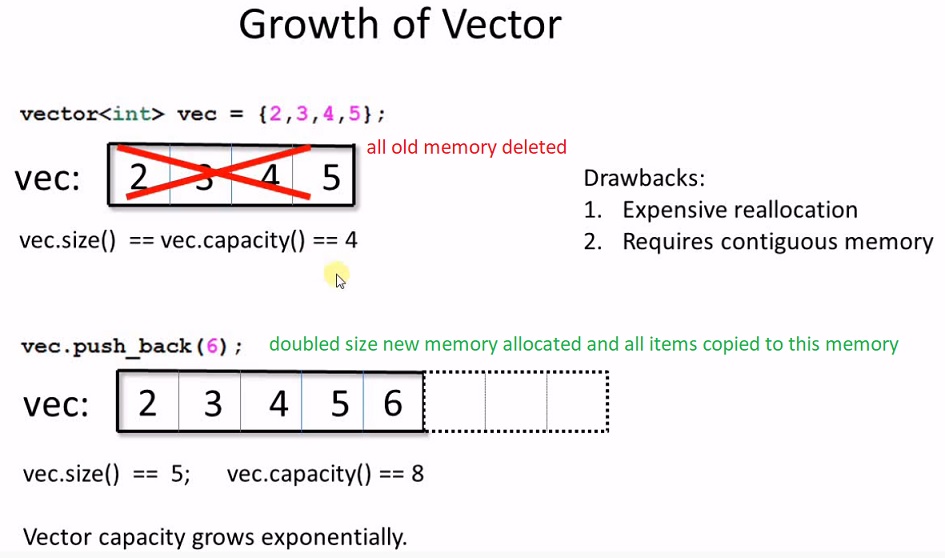 Growth of Vector
vector<int> vec = {2,3,4,5};
all old memory deleted
vec: 2 3 4 5
vec.size() == vec.capacity() == 4
Drawbacks:
1. Expensive reallocation
2. Requires contiguous memory
vec.push_back(6);
doubled size new memory allocated and all items copied to this memory
vec: 2 3 4 5 6
vec.size() == 5; vec.capacity() == 8
Vector capacity grows exponentially.